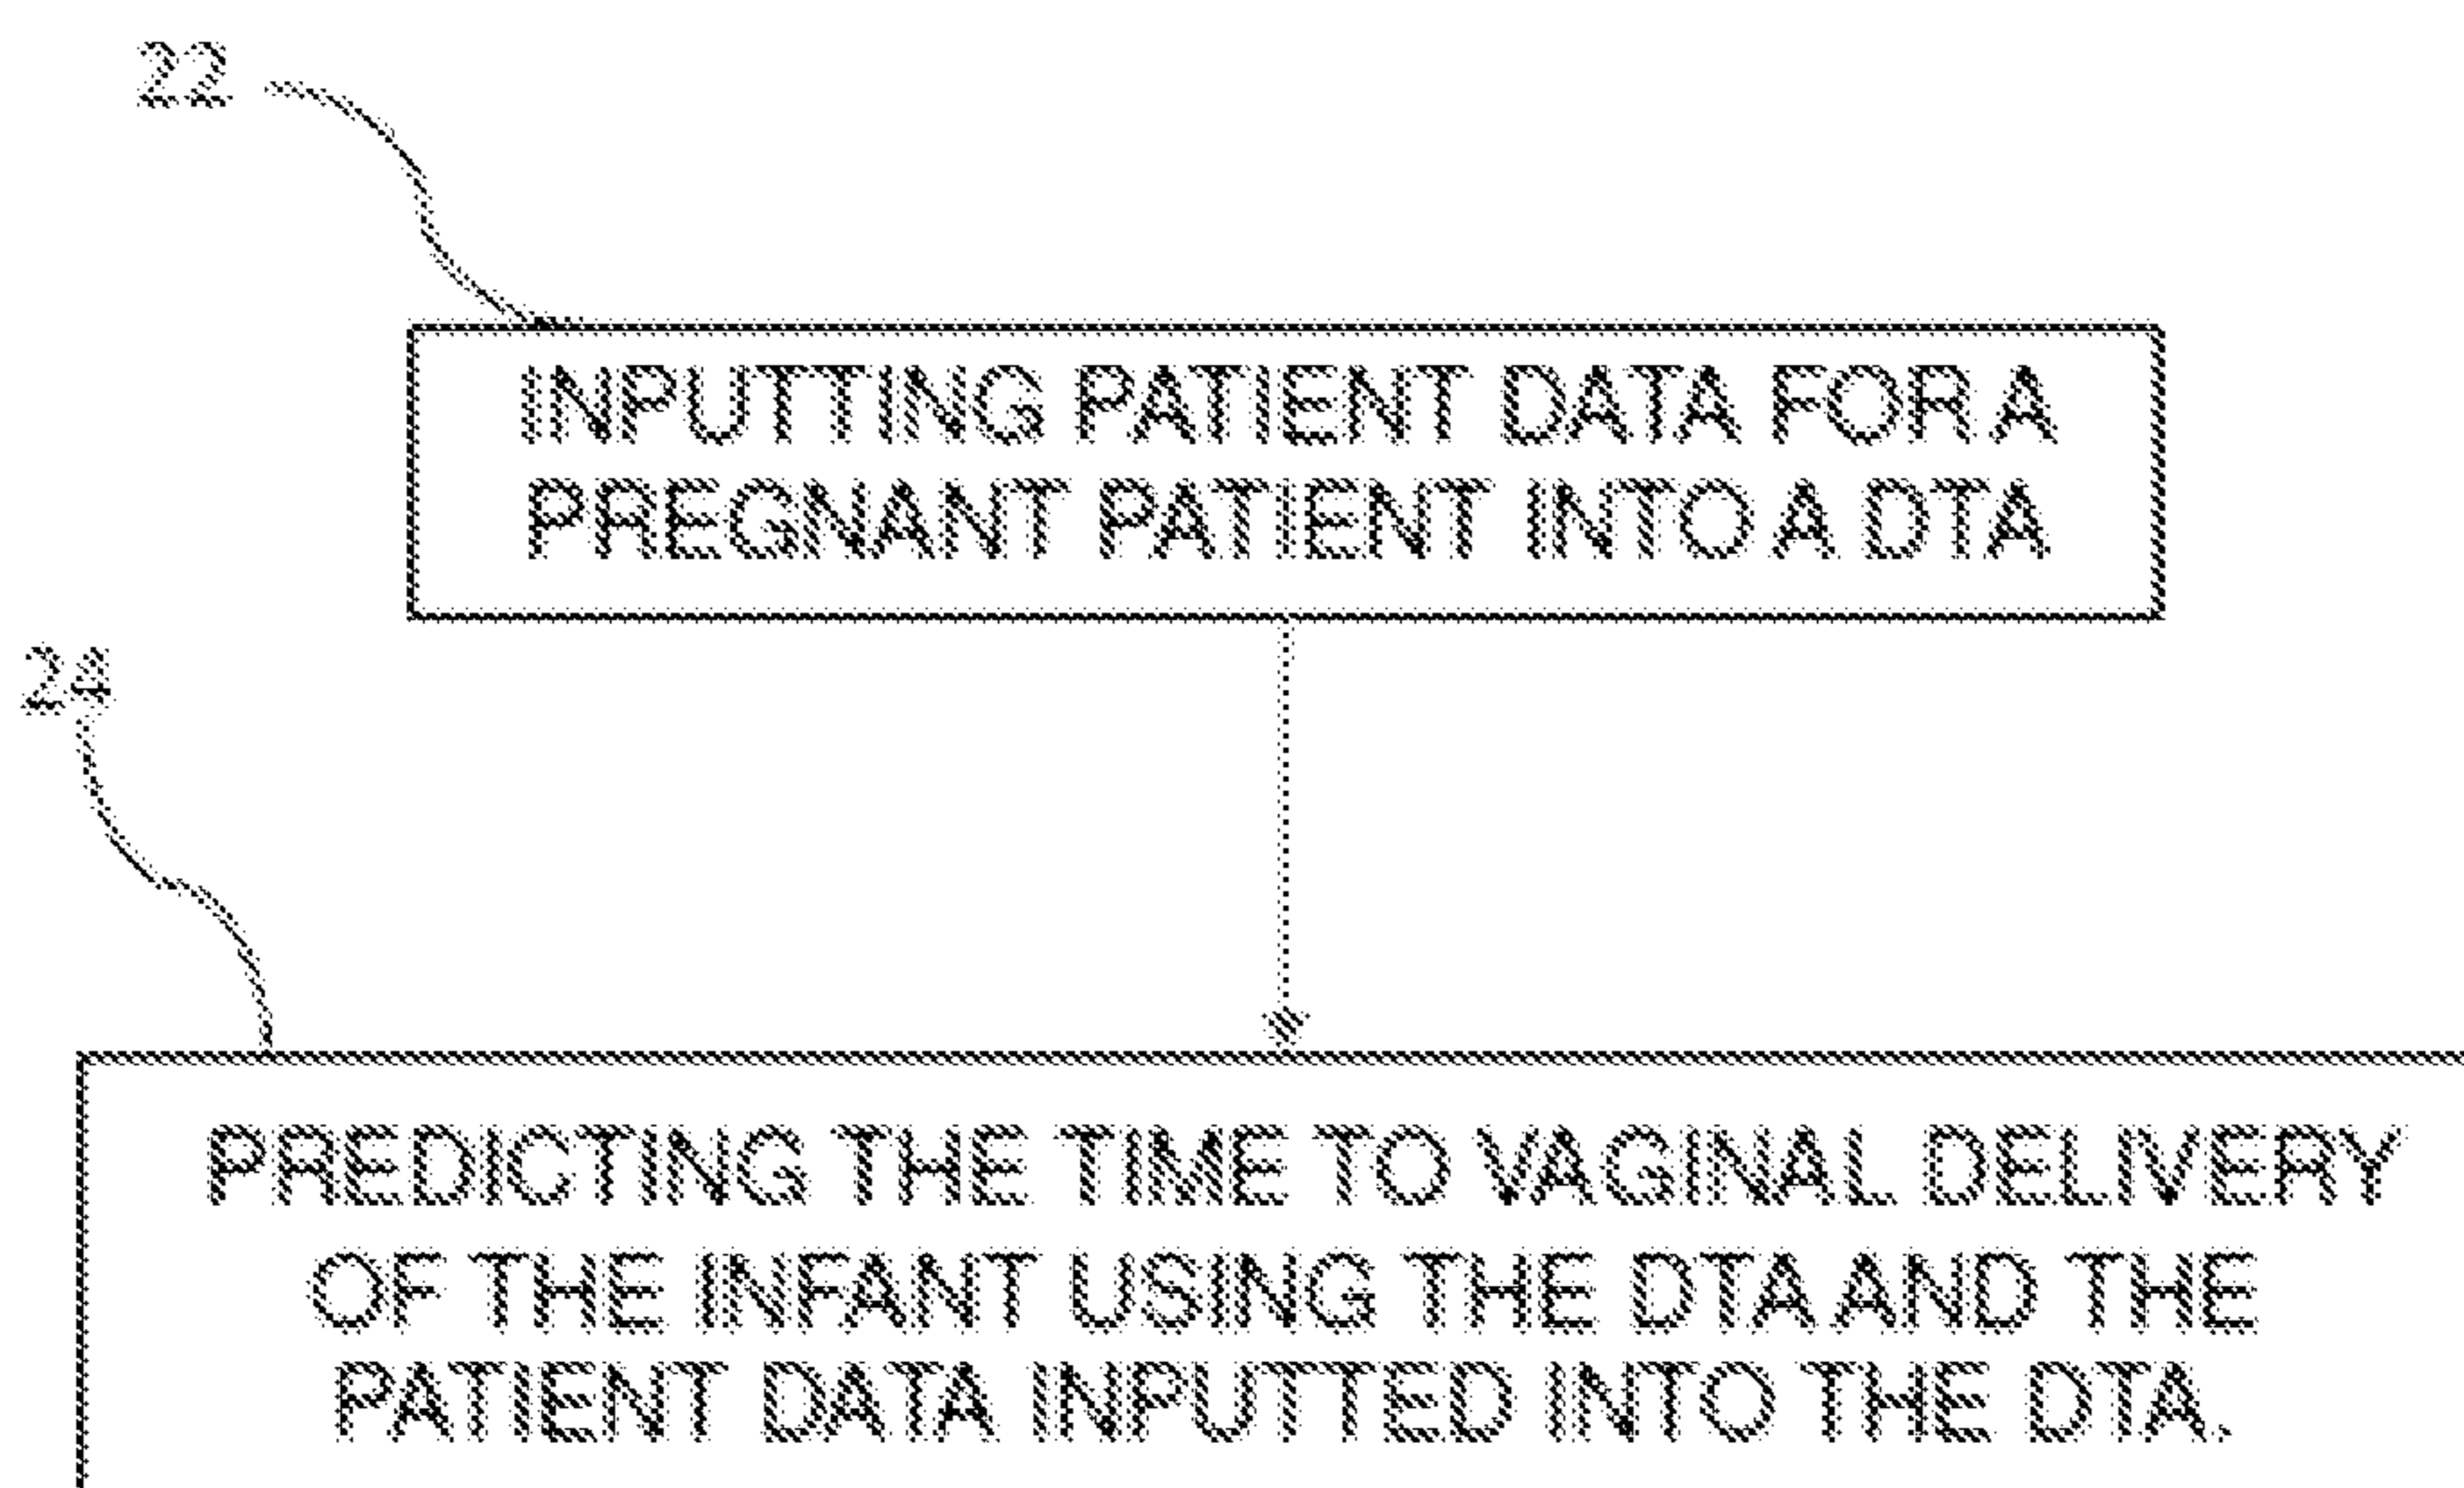 22
INPUTTING PATIENT DATA FOR A
PREGNANT PATIENT INTO A DTA
24
PREDICTING THE TIME TO VAGINAL DELIVERY
OF THE INFANT USING THE DTA AND THE
PATIENT DATA INPUTTED INTO THE DTA.